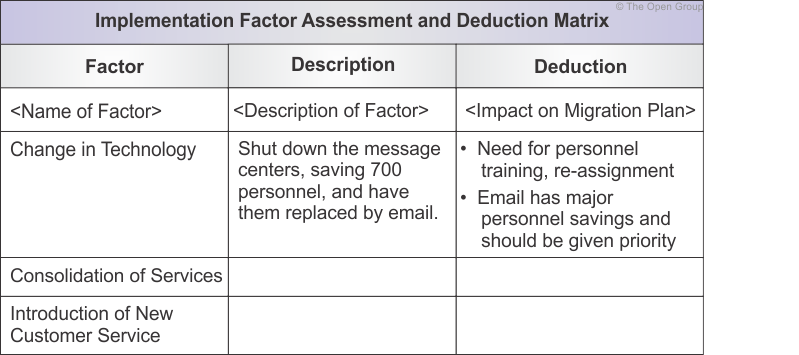 © The Open Group
Implementation Factor Assessment and Deduction Matrix
Factor
Description
Deduction
<Name of Factor>
<Description of Factor>
<Impact on Migration Plan>
Change in Technology
Shut down the message
centers, saving 700
personnel, and have
them replaced by email.
• Need for personnel
training, re-assignment
• Email has major
personnel savings and
should be given priority
Consolidation of Services
Introduction of New
Customer Service